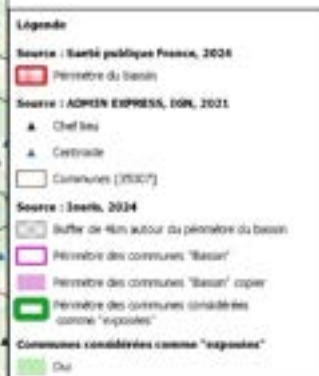 Légende
Source : Santé publique France, 2024
Périmètre du bassin
Source : ADMIN EXPRESS, IGN, 2021
Chef lieu
Centroïde
Communes [35007]
Source : Ineris, 2024
Buffer de 4km autour du périmètre du bassin
Périmètre des communes "Bassin"
Périmètre des communes "Bassin" copier
Périmètre des communes considérées
comme "exposées"
Communes considérées comme "exposées"
Oui